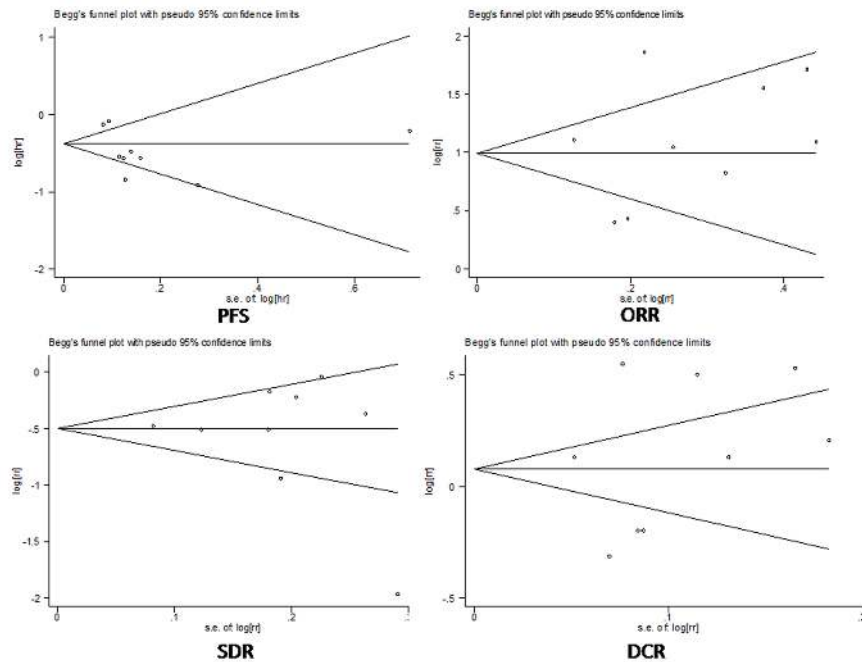 Begg's funnel plot with pseudo 95% confidence limits
1
0
-1
-2
log[hr]
0
.2
.4
.6
s.e. of: log[hr]
PFS
Begg's funnel plot with pseudo 95% confidence limits
2
1.5
1
.5
0
log[rr]
0
.2
.4
s.e. of: log[rr]
ORR
Begg's funnel plot with pseudo 95% confidence limits
0
-.5
-1
-1.5
-2
log[rr]
0
.1
.2
.3
s.e. of: log[rr]
SDR
Begg's funnel plot with pseudo 95% confidence limits
.5
0
-.5
log[rr]
0
.1
.2
s.e. of: log[rr]
DCR